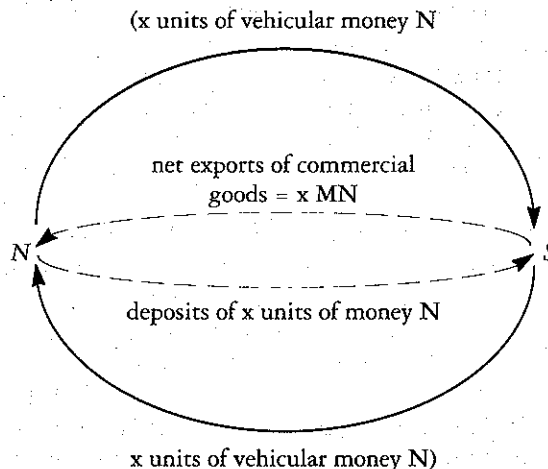 (x units of vehicular money N
net exports of commercial
goods = x MN
N
S
deposits of x units of money N
x units of vehicular money N)